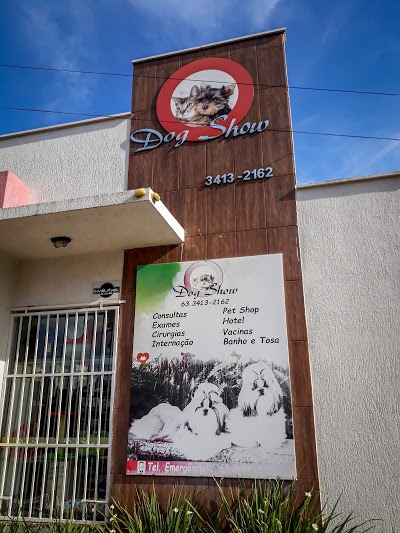 Dog Show
3413-2162
Dog Show
63.3413-2162
Consultas
Exames
Cirurgias
Internação
Pet Shop
Hotel
Vacinas
Banho e Tosa
Tel. Emergência